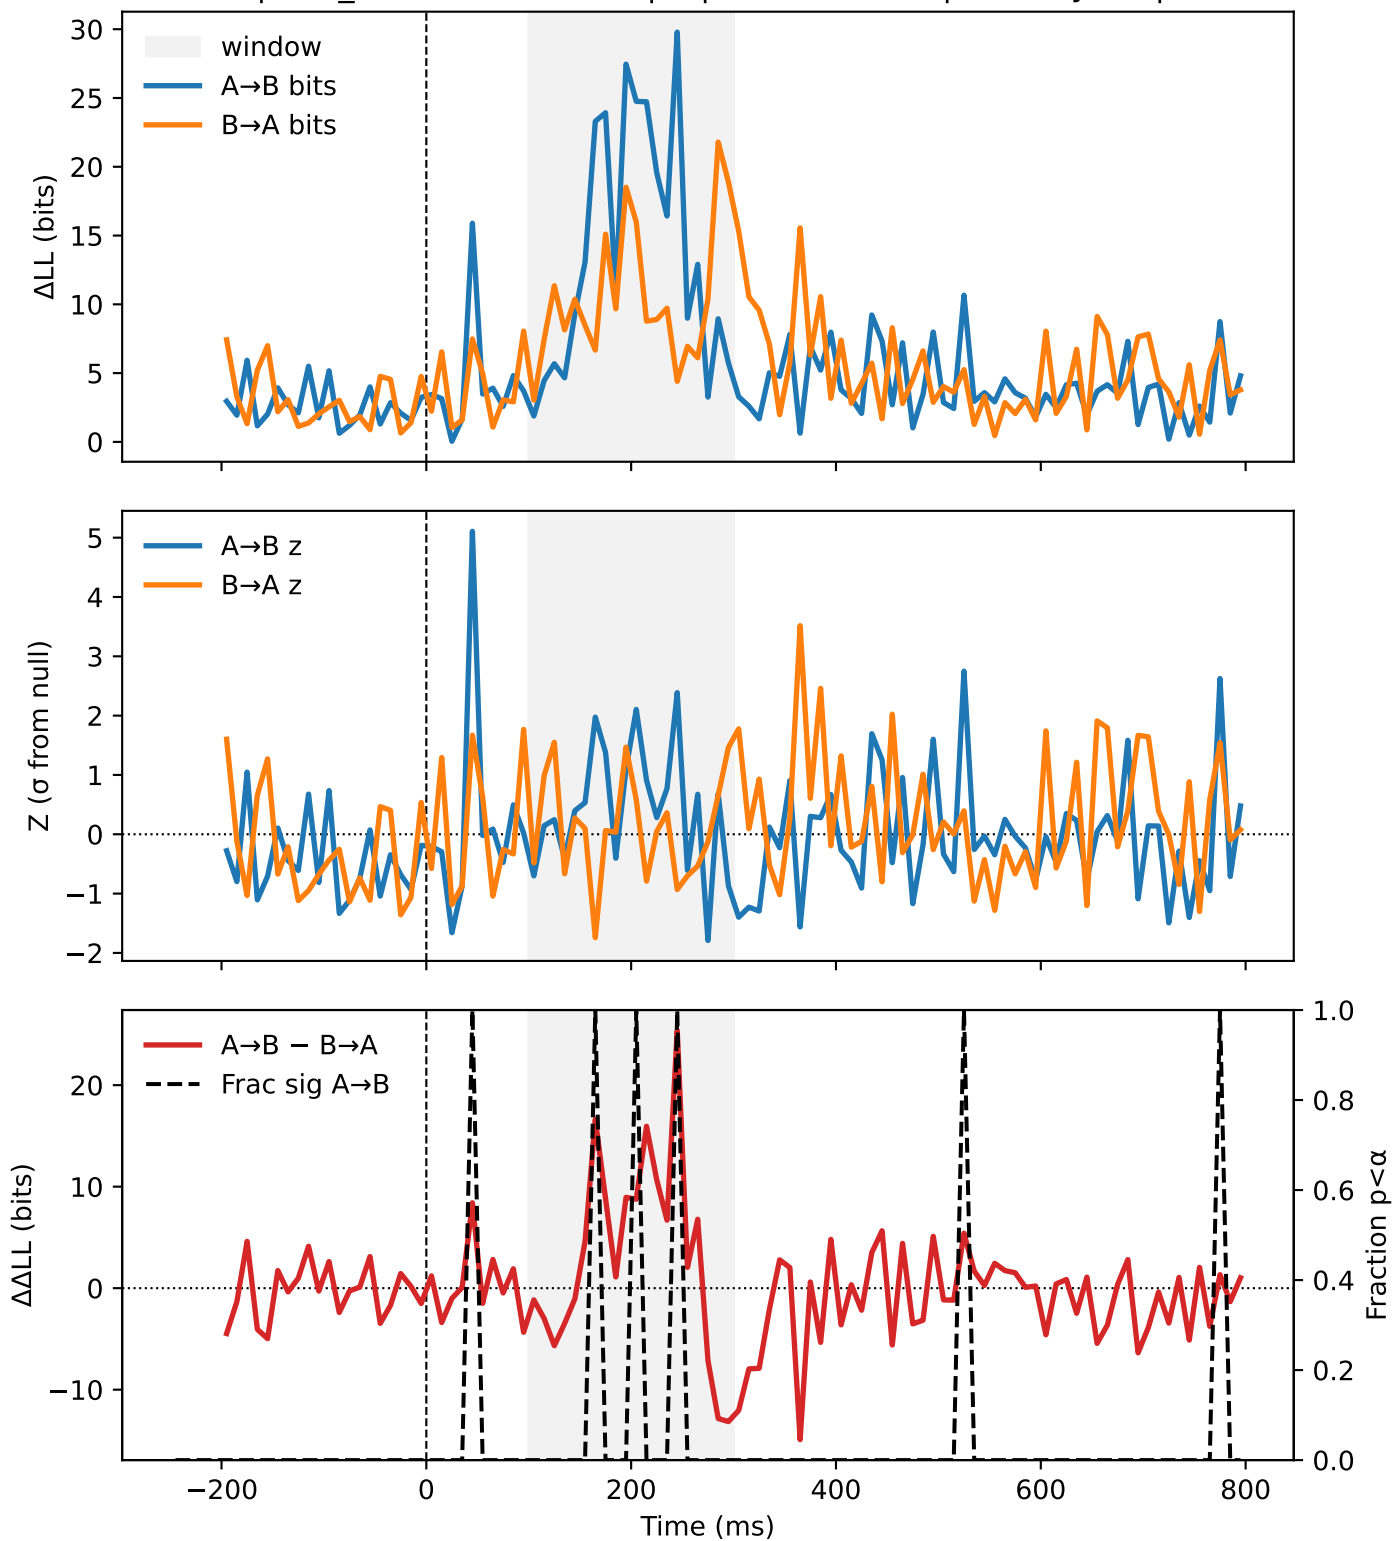 30
25
20
15
10
5
0
ΔLL (bits)
window
A→B bits
B→A bits
5
4
3
2
1
0
−1
−2
Z (σ from null)
A→B z
B→A z
20
10
0
−10
ΔΔLL (bits)
A→B − B→A
Frac sig A→B
1.0
0.8
0.6
0.4
0.2
0.0
Fraction p<α
−200 0 200 400 600 800
Time (ms)